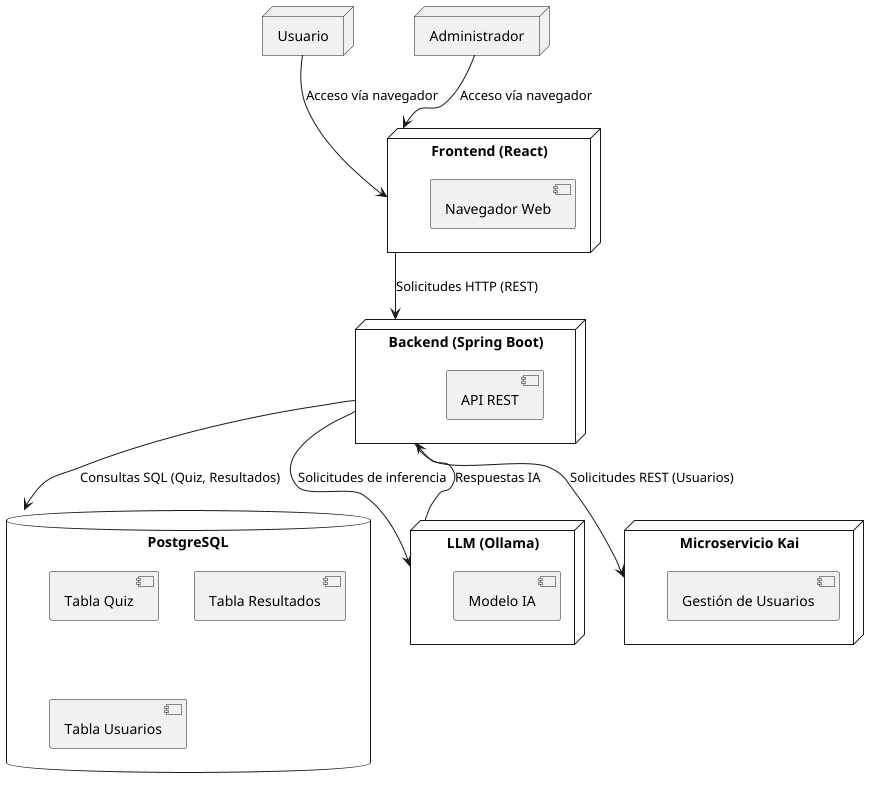 Usuario
Administrador
Acceso vía navegador
Acceso vía navegador
Frontend (React)
Navegador Web
Solicitudes HTTP (REST)
Backend (Spring Boot)
API REST
Consultas SQL (Quiz, Resultados)
Solicitudes de inferencia
Respuestas IA
Solicitudes REST (Usuarios)
PostgreSQL
Tabla Quiz
Tabla Resultados
Tabla Usuarios
LLM (Ollama)
Modelo IA
Microservicio Kai
Gestión de Usuarios